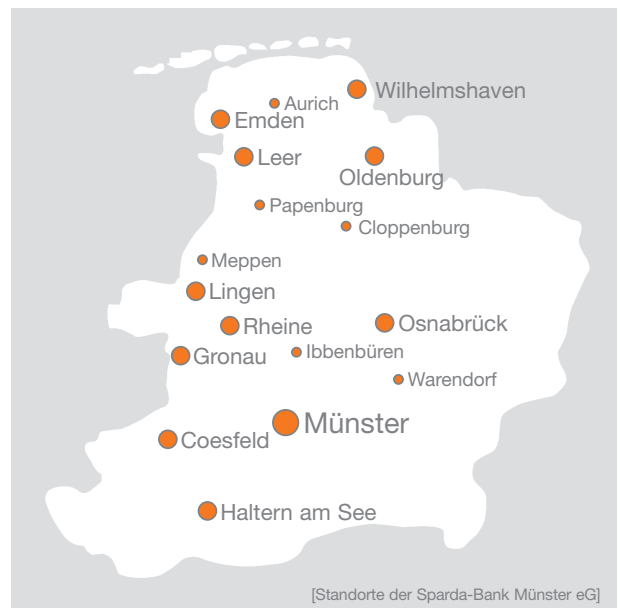 Wilhelmshaven
Aurich
Emden
Leer
Oldenburg
Papenburg
Cloppenburg
Meppen
Lingen
Rheine
Osnabrück
Gronau
Ibbenbüren
Warendorf
Münster
Coesfeld
Haltern am See
[Standorte der Sparda-Bank Münster eG]